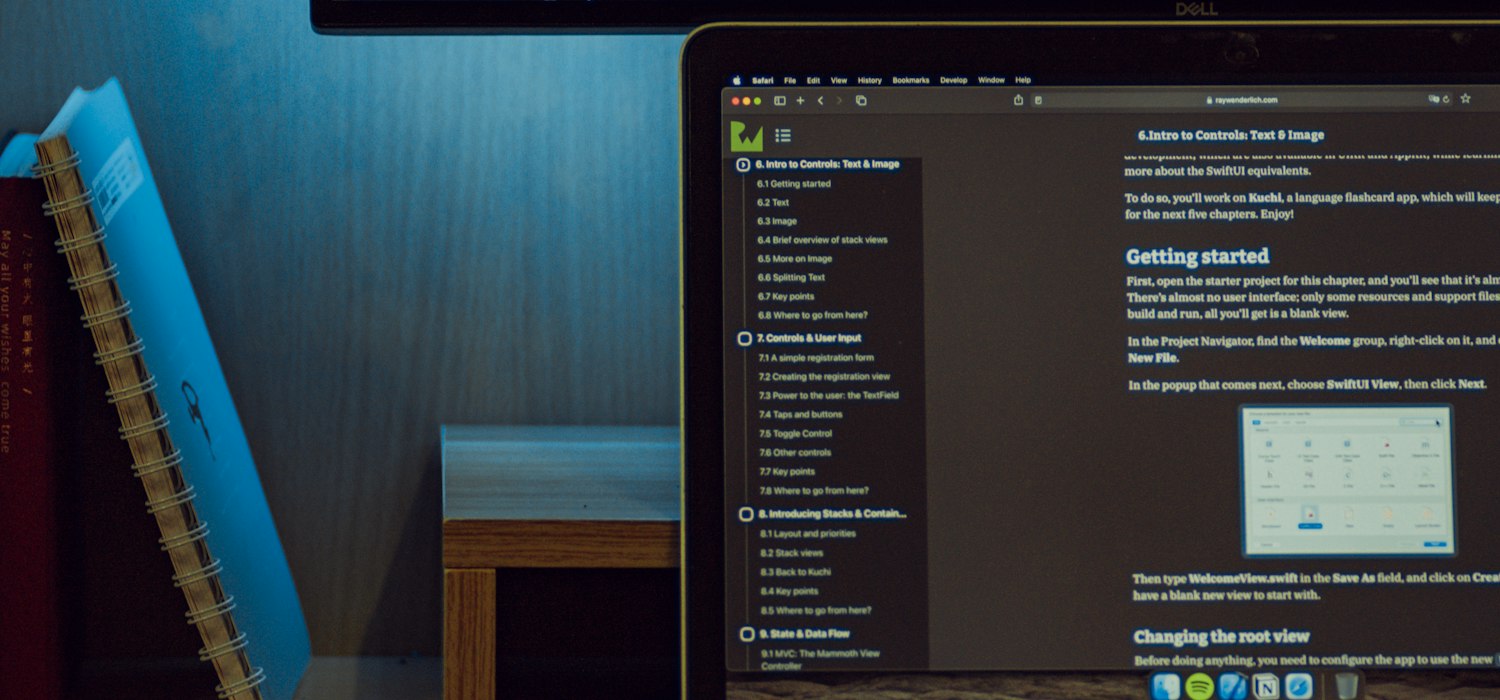 DELL
Safari File Edit View History Bookmarks Develop Window Help
raywenderlich.com
6.Intro to Controls: Text & Image
6. Intro to Controls: Text & Image
6.1 Getting started
6.2 Text
6.3 Image
6.4 Brief overview of stack views
6.5 More on Image
6.6 Splitting Text
6.7 Key points
6.8 Where to go from here?
7. Controls & User Input
7.1 A simple registration form
7.2 Creating the registration view
7.3 Power to the user: the TextField
7.4 Taps and buttons
7.5 Toggle Control
7.6 Other controls
7.7 Key points
7.8 Where to go from here?
8. Introducing Stacks & Contain...
8.1 Layout and priorities
8.2 Stack views
8.3 Back to Kuchi
8.4 Key points
8.5 Where to go from here?
9. State & Data Flow
9.1 MVC: The Mammoth View
Controller
more about the SwiftUI equivalents.
To do so, you'll work on Kuchi, a language flashcard app, which will keep
for the next five chapters. Enjoy!
Getting started
First, open the starter project for this chapter, and you'll see that it's alm
There's almost no user interface; only some resources and support files
build and run, all you'll get is a blank view.
In the Project Navigator, find the Welcome group, right-click on it, and
New File.
In the popup that comes next, choose SwiftUI View, then click Next.
Then type WelcomeView.swift in the Save As field, and click on Crea
have a blank new view to start with.
Changing the root view
Before doing anything, you need to configure the app to use the new
May all your wishes come true